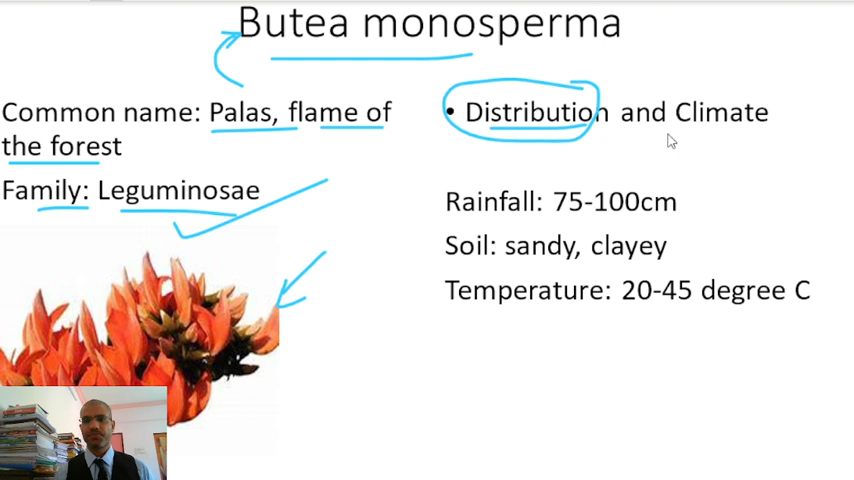 Butea monosperma
Common name: Palas, flame of
the forest
Family: Leguminosae
• Distribution and Climate
Rainfall: 75-100cm
Soil: sandy, clayey
Temperature: 20-45 degree C